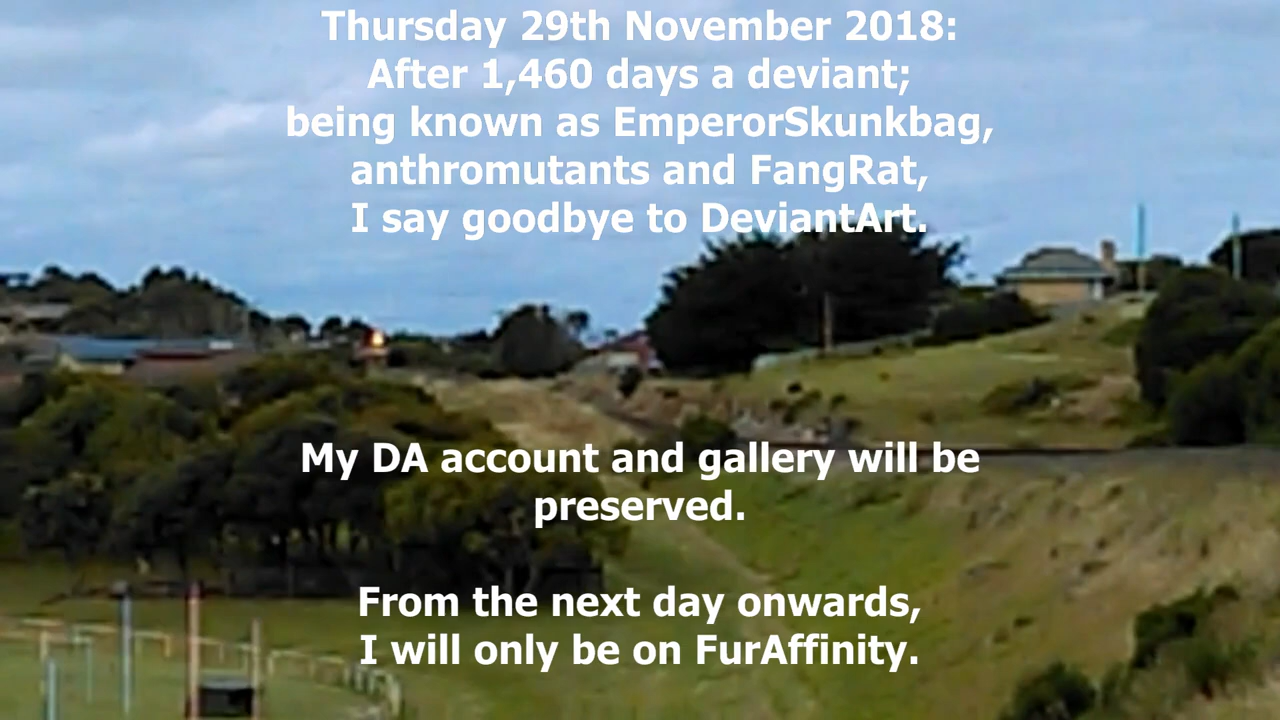 Thursday 29th November 2018:
After 1,460 days a deviant;
being known as EmperorSkunkbag,
anthromutants and FangRat,
I say goodbye to DeviantArt.
My DA account and gallery will be
preserved.
From the next day onwards,
I will only be on FurAffinity.